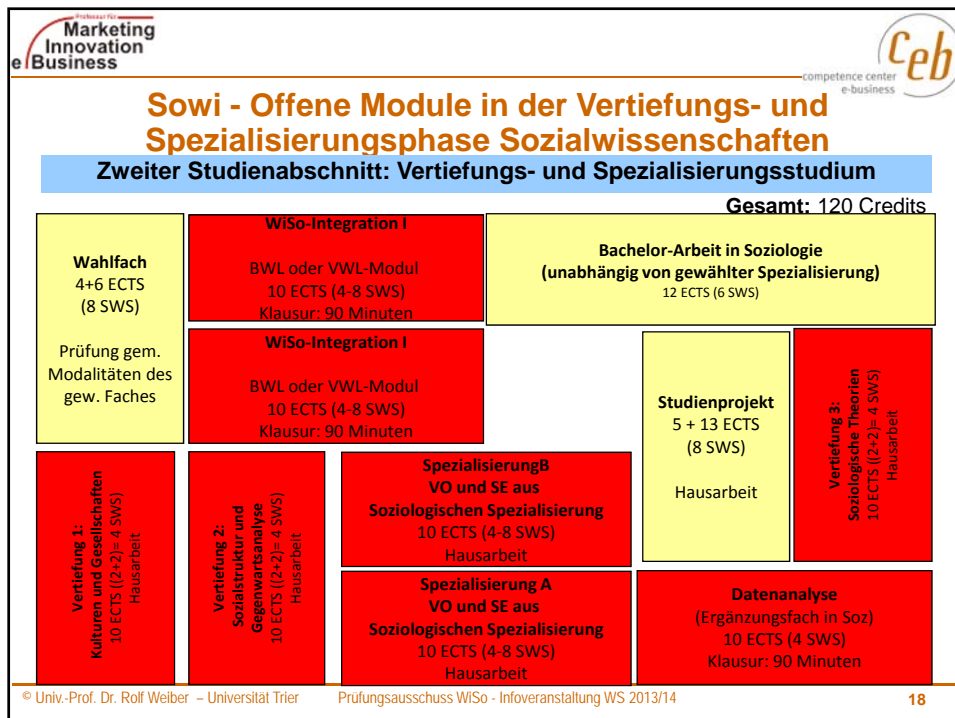 Professur für
Marketing
Innovation
e Business
Ceb
competence center
e-business
Sowi - Offene Module in der Vertiefungs- und
Spezialisierungsphase Sozialwissenschaften
Zweiter Studienabschnitt: Vertiefungs- und Spezialisierungsstudium
Gesamt: 120 Credits
Wahlfach
4+6 ECTS
(8 SWS)
Prüfung gem.
Modalitäten des
gew. Faches
WiSo-Integration I
BWL oder VWL-Modul
10 ECTS (4-8 SWS)
Klausur: 90 Minuten
WiSo-Integration I
BWL oder VWL-Modul
10 ECTS (4-8 SWS)
Klausur: 90 Minuten
Bachelor-Arbeit in Soziologie
(unabhängig von gewählter Spezialisierung)
12 ECTS (6 SWS)
Studienprojekt
5 + 13 ECTS
(8 SWS)
Hausarbeit
Vertiefung 3:
Soziologische Theorien
10 ECTS ((2+2)= 4 SWS)
Hausarbeit
Vertiefung 1:
Kulturen und Gesellschaften
10 ECTS ((2+2)= 4 SWS)
Hausarbeit
Vertiefung 2:
Sozialstruktur und
Gegenwartsanalyse
10 ECTS ((2+2)= 4 SWS)
Hausarbeit
SpezialisierungB
VO und SE aus
Soziologischen Spezialisierung
10 ECTS (4-8 SWS)
Hausarbeit
Spezialisierung A
VO und SE aus
Soziologischen Spezialisierung
10 ECTS (4-8 SWS)
Hausarbeit
Datenanalyse
(Ergänzungsfach in Soz)
10 ECTS (4 SWS)
Klausur: 90 Minuten
© Univ.-Prof. Dr. Rolf Weiber – Universität Trier
Prüfungsausschuss WiSo - Infoveranstaltung WS 2013/14
18